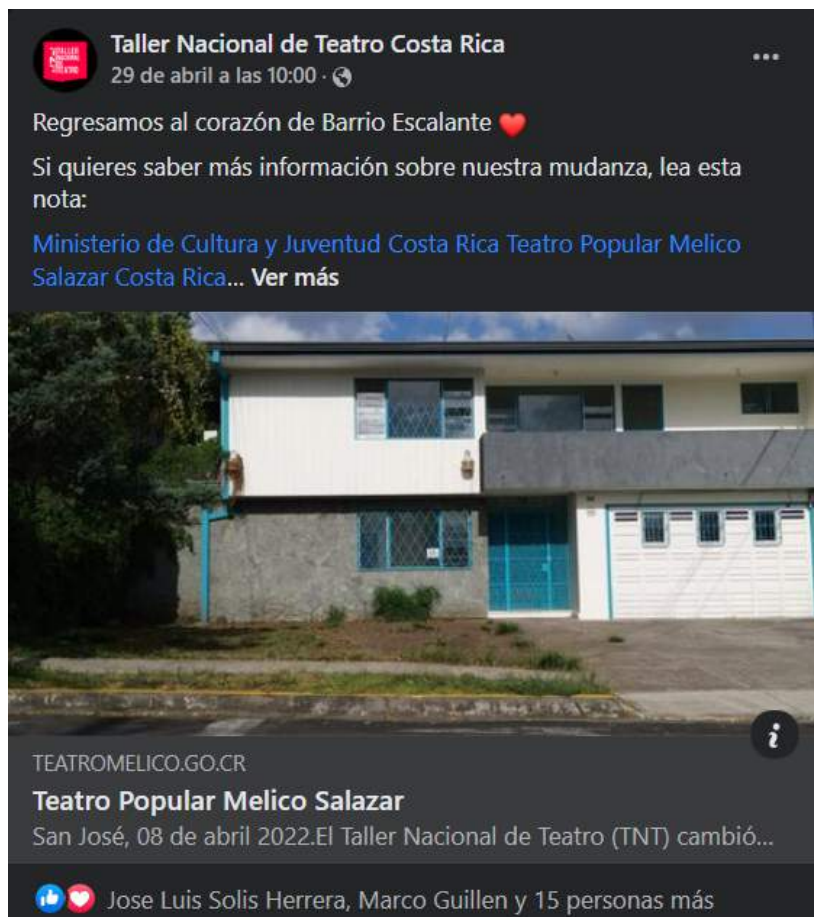 Taller Nacional de Teatro Costa Rica
29 de abril a las 10:00 ·
Regresamos al corazón de Barrio Escalante ❤️
Si quieres saber más información sobre nuestra mudanza, lea esta
nota:
Ministerio de Cultura y Juventud Costa Rica Teatro Popular Melico
Salazar Costa Rica... Ver más
TEATROMELICO.GO.CR
Teatro Popular Melico Salazar
San José, 08 de abril 2022.El Taller Nacional de Teatro (TNT) cambió...
Jose Luis Solis Herrera, Marco Guillen y 15 personas más